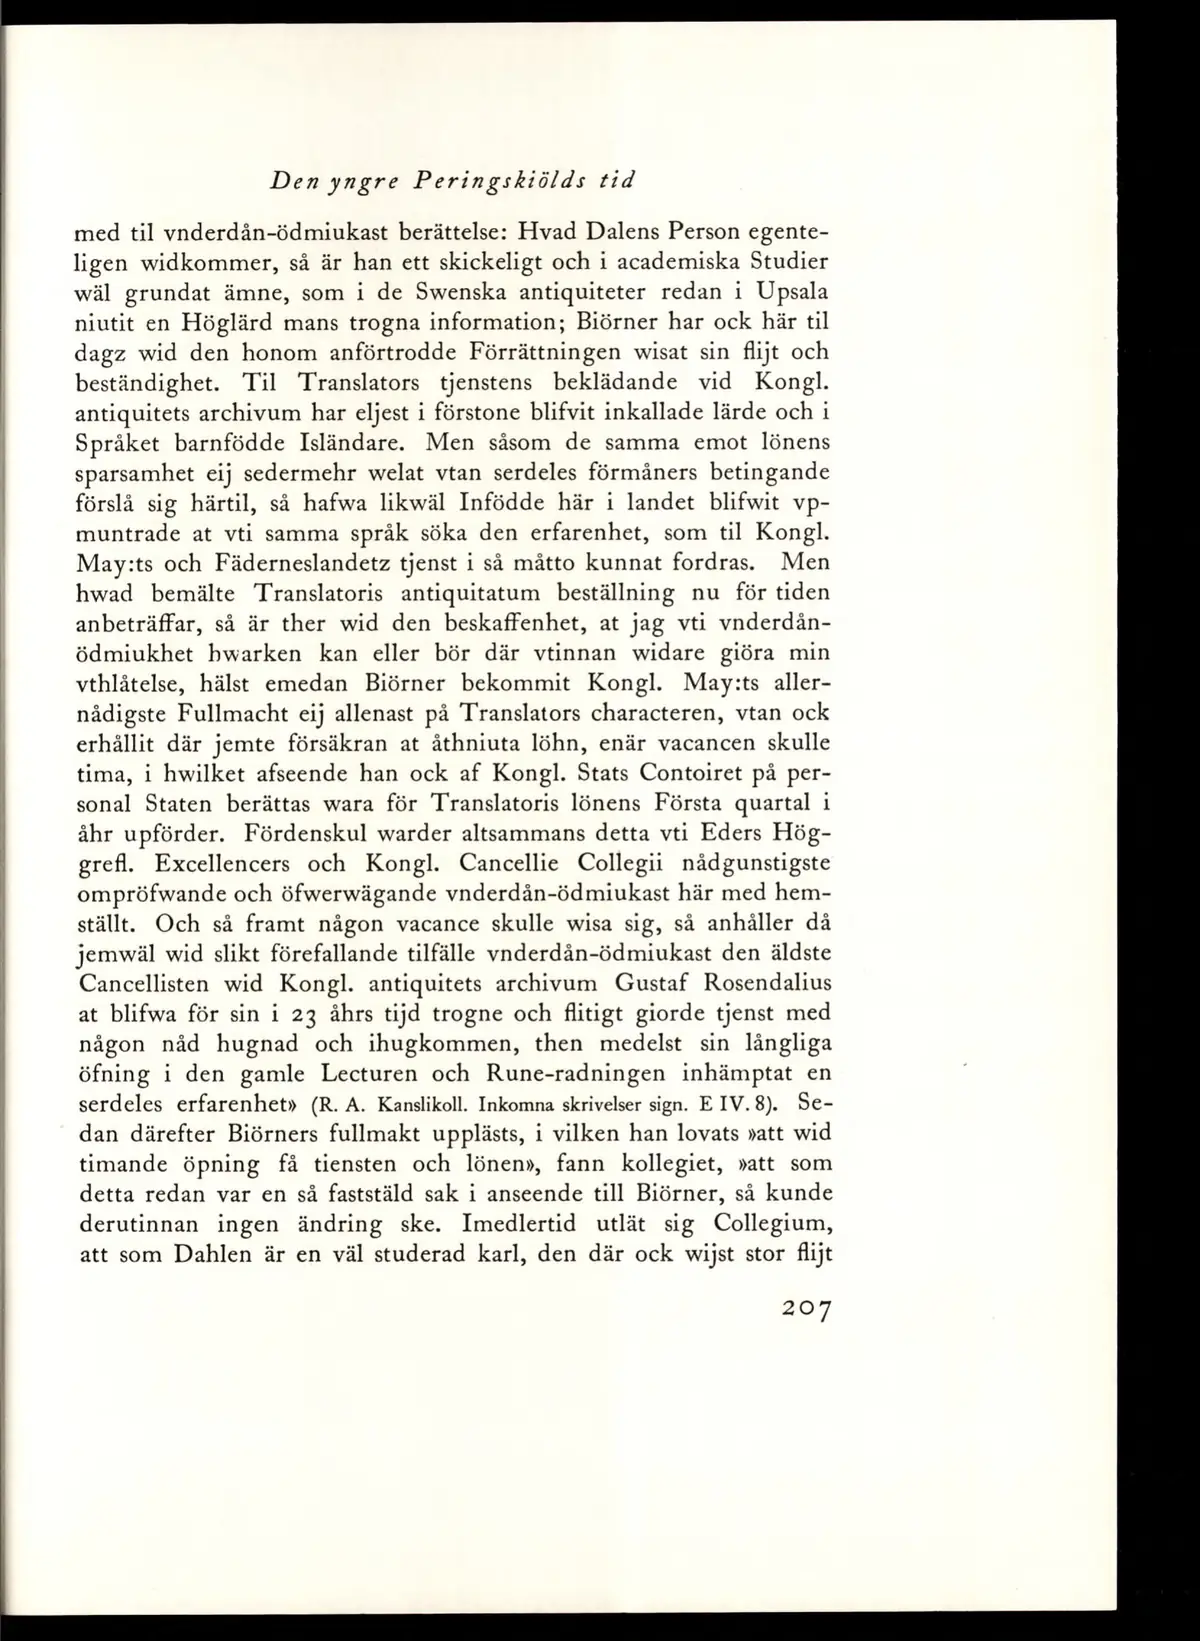 Den yngre Peringskiölds tid
med til vnderdån-ödmiukast berättelse: Hvad Dalens Person egente-
ligen widkommer, så är han ett skickeligt och i academiska Studier
wäl grundat ämne, som i de Swenska antiquiteter redan i Upsala
niutit en Höglärd mans trogna information; Biörner har ock här til
dagz wid den honom anförtrodde Förrättningen wisat sin flijt och
beständighet. Til Translators tjenstens beklädande vid Kongl.
antiquitets archivum har eljest i förstone blifvit inkallade lärde och i
Språket barnfödde Isländare. Men såsom de samma emot lönens
sparsamhet eij sedermehr welat vtan serdeles förmåners betingande
förslå sig härtil, så hafwa likwäl Infödde här i landet blifwit vp-
muntrade at vti samma språk söka den erfarenhet, som til Kongl.
May:ts och Fäderneslandetz tjenst i så måtto kunnat fordras. Men
hwad bemälte Translatoris antiquitatum beställning nu för tiden
anbeträffar, så är ther wid den beskaffenhet, at jag vti vnderdån-
ödmiukhet hwarken kan eller bör där vtinnan widare giöra min
vthlåtelse, hälst emedan Biörner bekommit Kongl. May:ts aller-
nådigste Fullmacht eij allenast på Translators characteren, vtan ock
erhållit där jemte försäkran at åthniuta löhn, enär vacancen skulle
tima, i hwilket afseende han ock af Kongl. Stats Contoiret på per-
sonal Staten berättas wara för Translatoris lönens Första quartal i
åhr upförder. Fördenskul warder altsammans detta vti Eders Hög-
grefl. Excellencers och Kongl. Cancellie Collegii nådgunstigste
ompröfwande och öfwerwägande vnderdån-ödmiukast här med hem-
ställt. Och så framt någon vacance skulle wisa sig, så anhåller då
jemwäl wid slikt förefallande tilfälle vnderdån-ödmiukast den äldste
Cancellisten wid Kongl. antiquitets archivum Gustaf Rosendalius
at blifwa för sin i 23 åhrs tijd trogne och flitigt giorde tjenst med
någon nåd hugnad och ihugkommen, then medelst sin långliga
öfning i den gamle Lecturen och Rune-radningen inhämptat en
serdeles erfarenhet» (R. A. Kanslikoll. Inkomna skrivelser sign. E IV. 8). Se-
dan därefter Biörners fullmakt upplästs, i vilken han lovats »att wid
timande öpning få tiensten och lönen», fann kollegiet, »att som
detta redan var en så faststäld sak i anseende till Biörner, så kunde
derutinnan ingen ändring ske. Imedlertid utlät sig Collegium,
att som Dahlen är en väl studerad karl, den där ock wijst stor flijt
207